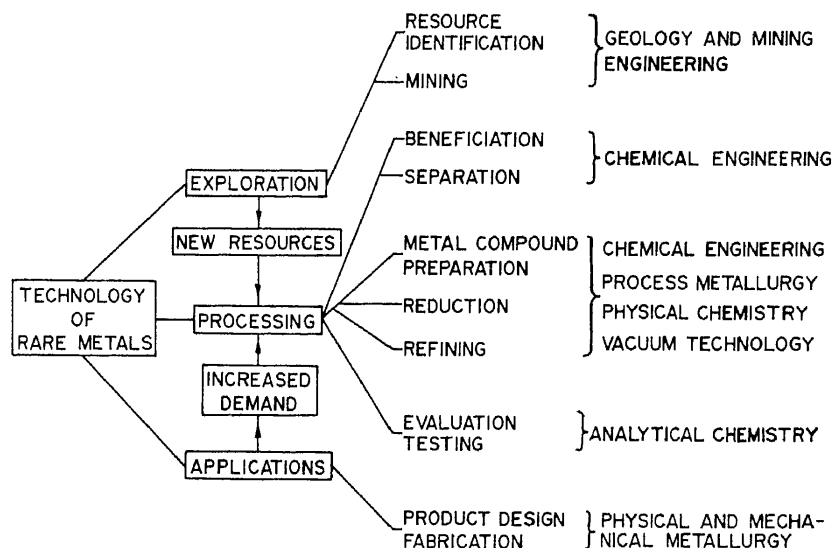 RESOURCE
IDENTIFICATION
MINING
GEOLOGY AND MINING
ENGINEERING
BENEFICIATION
SEPARATION
CHEMICAL ENGINEERING
EXPLORATION
NEW RESOURCES
TECHNOLOGY
OF
RARE METALS
PROCESSING
INCREASED
DEMAND
APPLICATIONS
METAL COMPOUND
PREPARATION
REDUCTION
REFINING
CHEMICAL ENGINEERING
PROCESS METALLURGY
PHYSICAL CHEMISTRY
VACUUM TECHNOLOGY
EVALUATION
TESTING
ANALYTICAL CHEMISTRY
PRODUCT DESIGN
FABRICATION
PHYSICAL AND MECHA-
NICAL METALLURGY